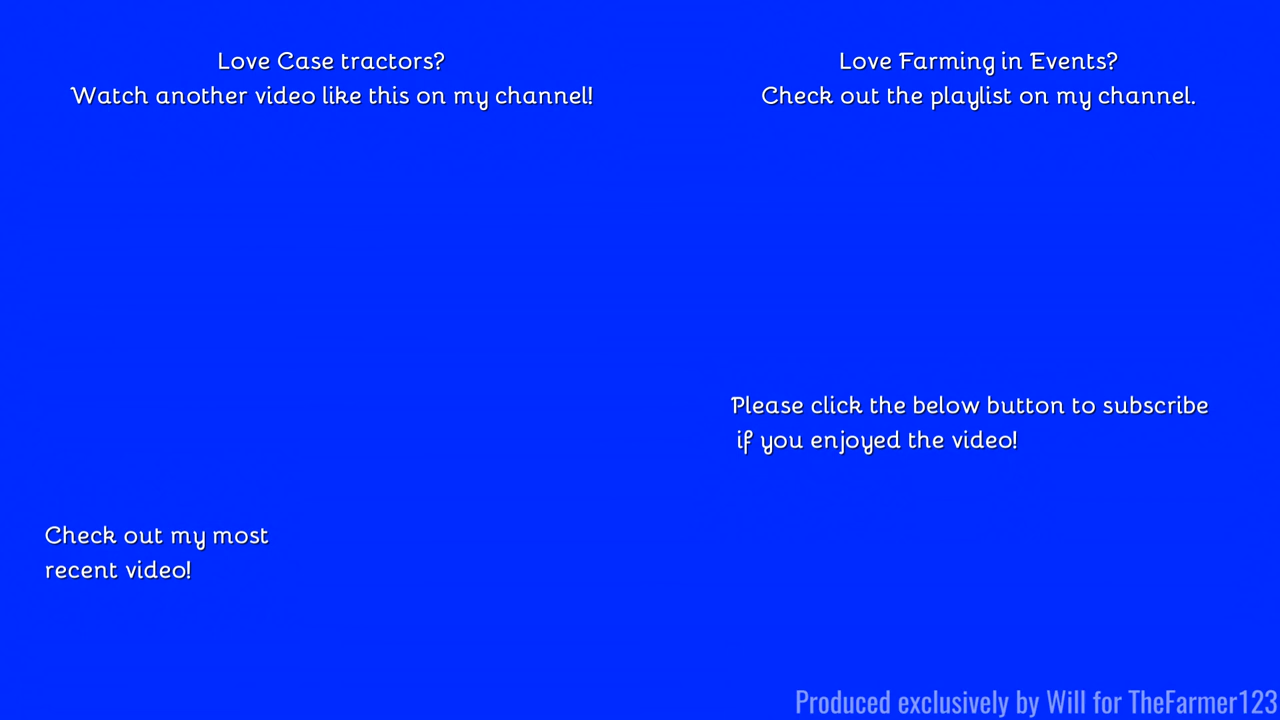 Love Case tractors?
Watch another video like this on my channel!
Love Farming in Events?
Check out the playlist on my channel.
Please click the below button to subscribe
if you enjoyed the video!
Check out my most
recent video!
Produced exclusively by Will for TheFarmer123